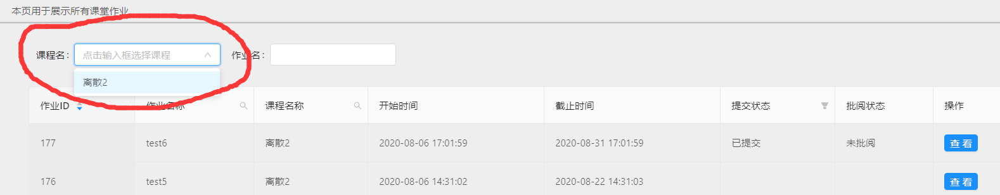 本页用于展示所有课堂作业
课程名： 点击输入框选择课程 作业名：
离散2
作业ID 作业名称 课程名称 开始时间 截止时间 提交状态 批阅状态 操作
177 test6 离散2 2020-08-06 17:01:59 2020-08-31 17:01:59 已提交 未批阅 查 看
176 test5 离散2 2020-08-06 14:31:02 2020-08-22 14:31:03 查 看